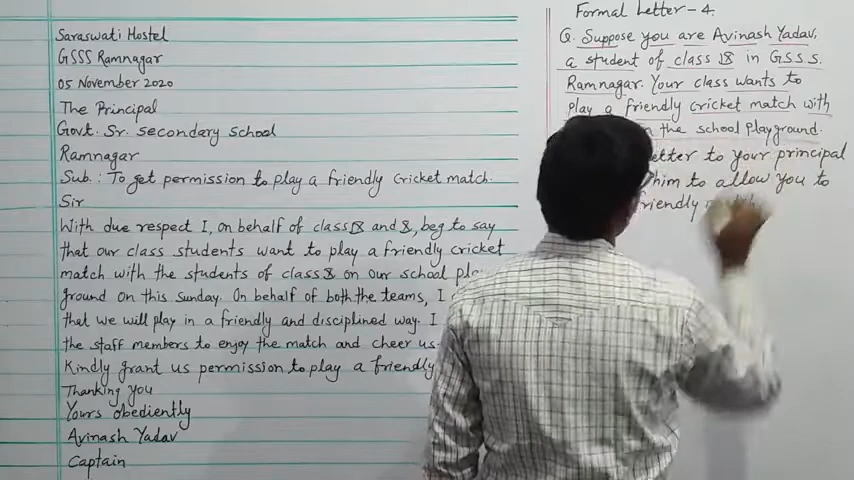 Saraswati Hostel
GSSS Ramnagar
05 November 2020
The Principal
Govt. Sr. secondary school
Ramnagar
Sub.: To get permission to play a friendly cricket match.
Sir
With due respect I, on behalf of class IX and X, beg to say
that our class students want to play a friendly cricket
match with the students of class X on our school pl
ground on this sunday. On behalf of both the teams, I
that we will play in a friendly and disciplined way. I
the staff members to enjoy the match and cheer us
Kindly grant us permission to play a friendly
Thanking you
Yours obediently
Avinash Yadav
Captain
Formal Letter-4.
Q. Suppose you are Avinash Yadav,
a student of class IX in G.S.S.S.
Ramnagar. Your class wants to
play a friendly cricket match with
the school playground.
etter to your principal
him to allow you to
friendly